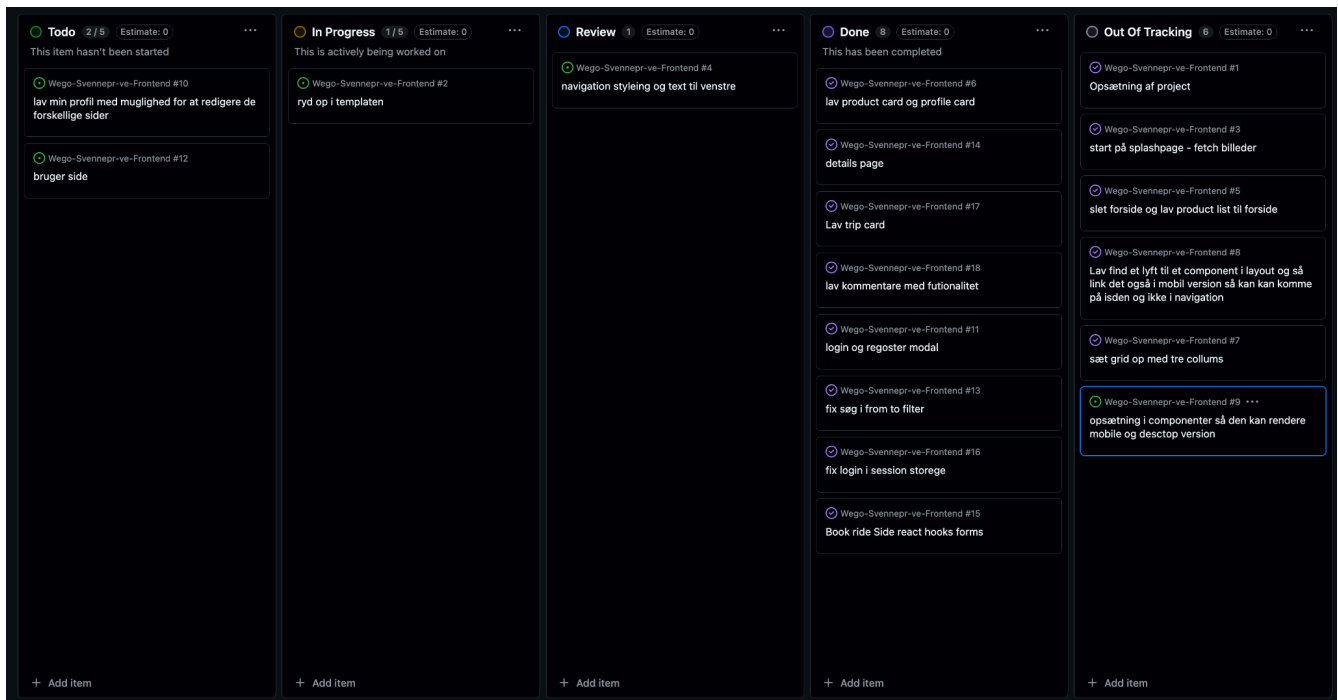 Todo 2 / 5 Estimate: 0 ...
This item hasn't been started
Wego-Svennepr-ve-Frontend #10
lav min profil med muglighed for at redigere de
forskellige sider
Wego-Svennepr-ve-Frontend #12
bruger side
+ Add item
In Progress 1 / 5 Estimate: 0 ...
This is actively being worked on
Wego-Svennepr-ve-Frontend #2
ryd op i templaten
+ Add item
Review 1 Estimate: 0 ...
Wego-Svennepr-ve-Frontend #4
navigation styleing og text til venstre
+ Add item
Done 8 Estimate: 0 ...
This has been completed
Wego-Svennepr-ve-Frontend #6
lav product card og profile card
Wego-Svennepr-ve-Frontend #14
details page
Wego-Svennepr-ve-Frontend #17
Lav trip card
Wego-Svennepr-ve-Frontend #18
lav kommentare med futionalitet
Wego-Svennepr-ve-Frontend #11
login og regoster modal
Wego-Svennepr-ve-Frontend #13
fix søg i from to filter
Wego-Svennepr-ve-Frontend #16
fix login i session storege
Wego-Svennepr-ve-Frontend #15
Book ride Side react hooks forms
+ Add item
Out Of Tracking 6 Estimate: 0 ...
Wego-Svennepr-ve-Frontend #1
Opsætning af project
Wego-Svennepr-ve-Frontend #3
start på splashpage - fetch billeder
Wego-Svennepr-ve-Frontend #5
slet forside og lav product list til forside
Wego-Svennepr-ve-Frontend #8
Lav find et lyft til et component i layout og så
link det også i mobil version så kan kan komme
på isden og ikke i navigation
Wego-Svennepr-ve-Frontend #7
sæt grid op med tre collums
Wego-Svennepr-ve-Frontend #9 ...
opsætning i componenter så den kan rendere
mobile og desctop version
+ Add item